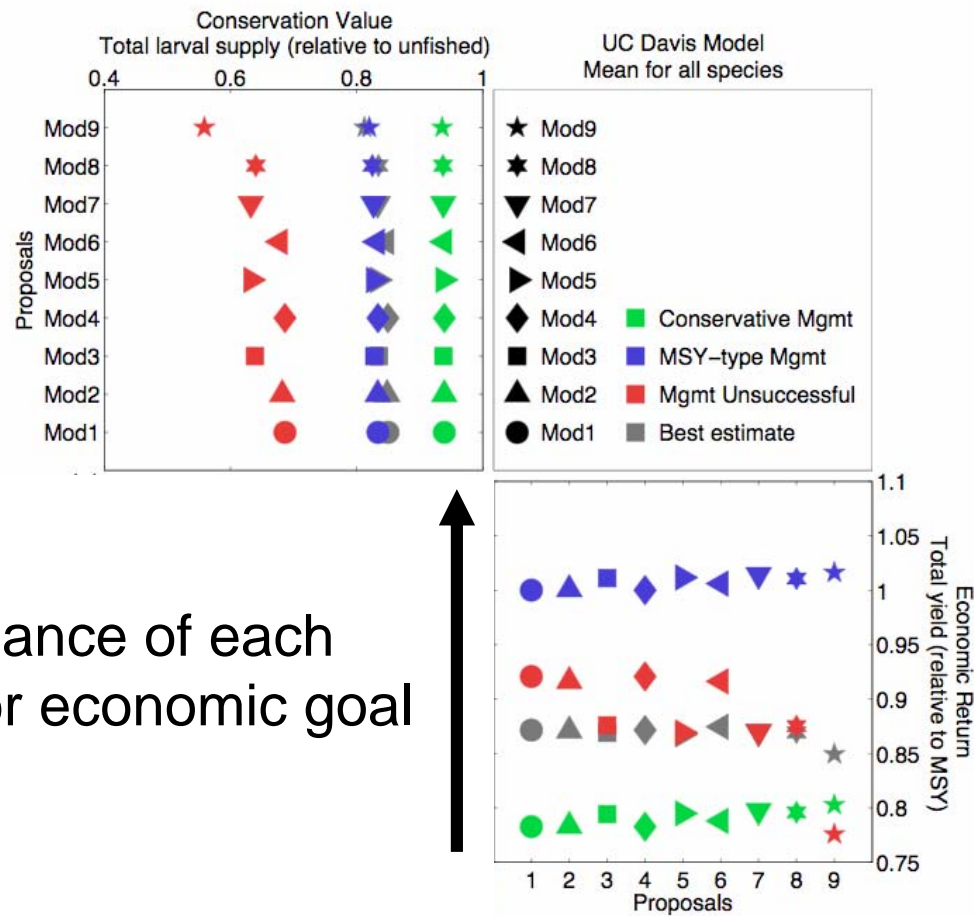 Conservation Value
Total larval supply (relative to unfished)
0.4 0.6 0.8 1
Proposals
Mod9
Mod8
Mod7
Mod6
Mod5
Mod4
Mod3
Mod2
Mod1
UC Davis Model
Mean for all species
Mod9
Mod8
Mod7
Mod6
Mod5
Mod4 Conservative Mgmt
Mod3 MSY-type Mgmt
Mod2 Mgmt Unsuccessful
Mod1 Best estimate
ance of each
or economic goal
1.1
1.05
1
0.95
0.9
0.85
0.8
0.75
Economic Return
Total yield (relative to MSY)
1 2 3 4 5 6 7 8 9
Proposals